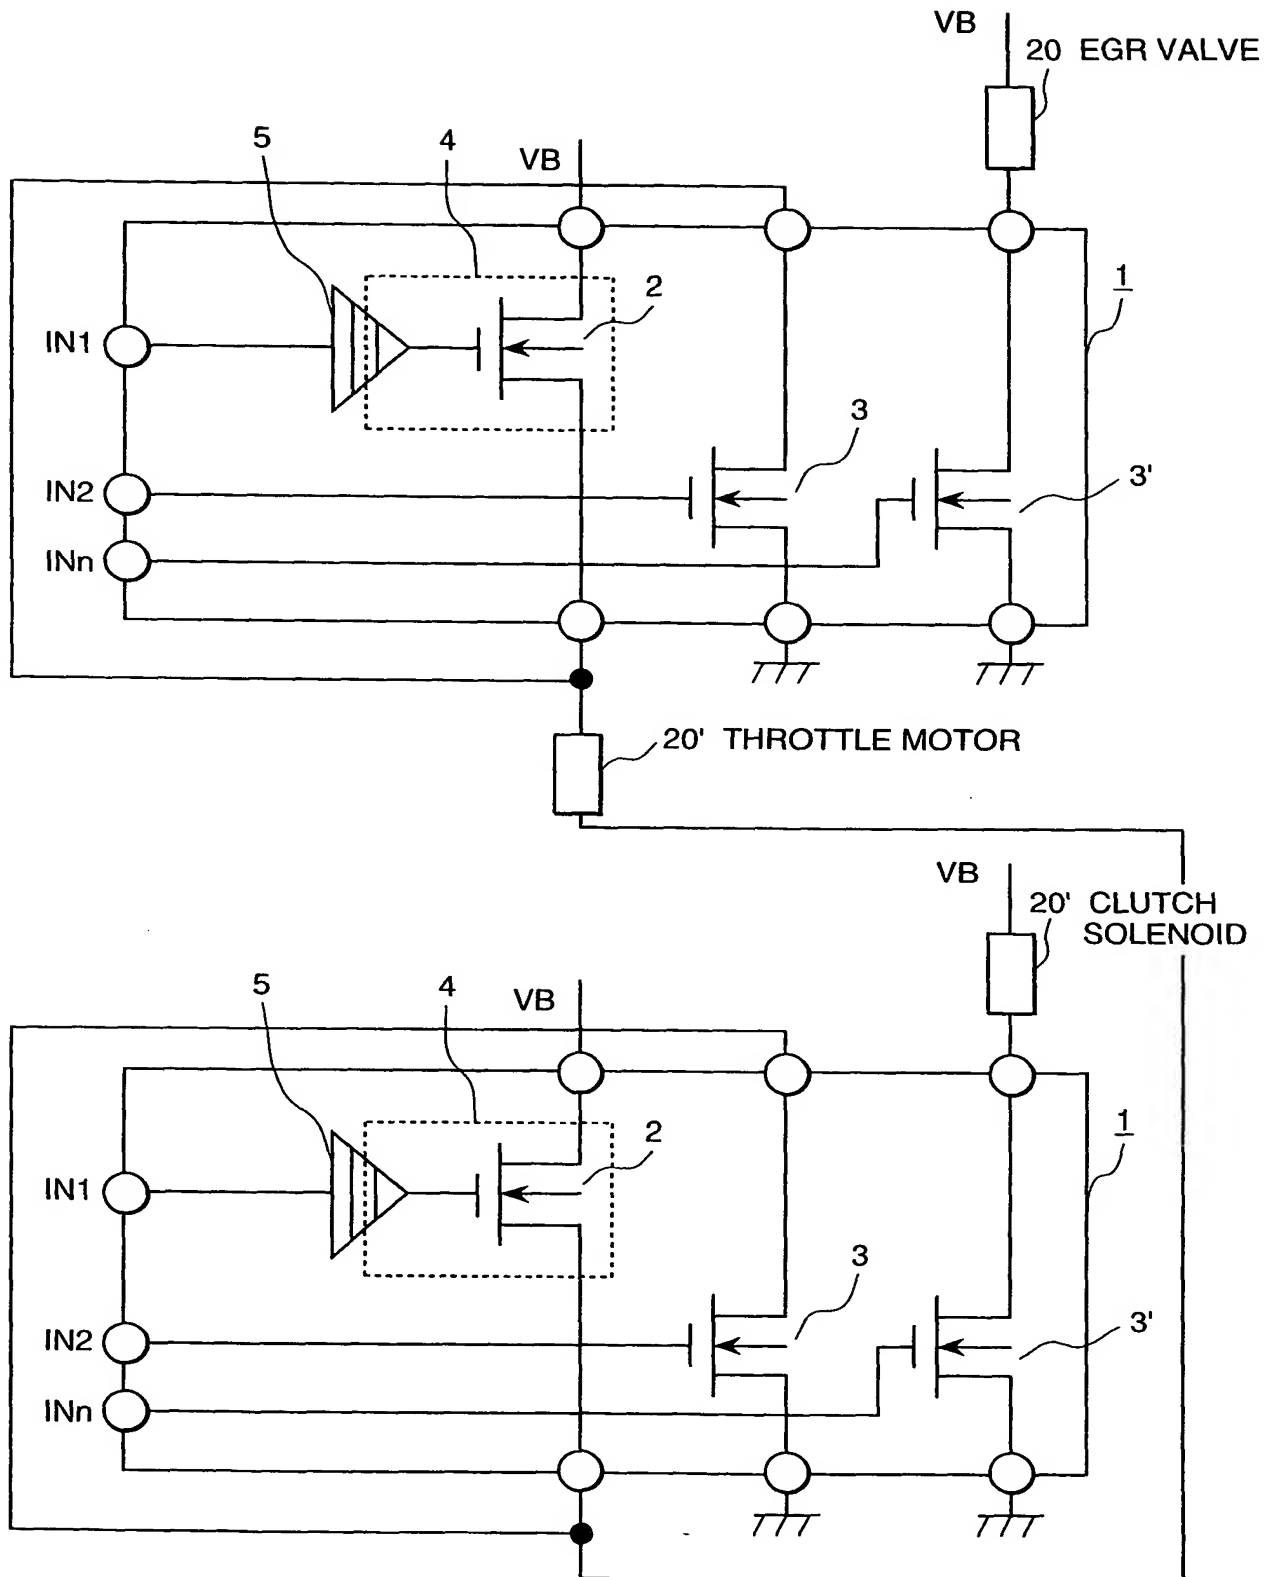 VB
20 EGR VALVE
5
4
VB
1
2
IN1
3
3'
IN2
INn
20' THROTTLE MOTOR
VB
20' CLUTCH
SOLENOID
5
4
VB
1
2
IN1
3
3'
IN2
INn